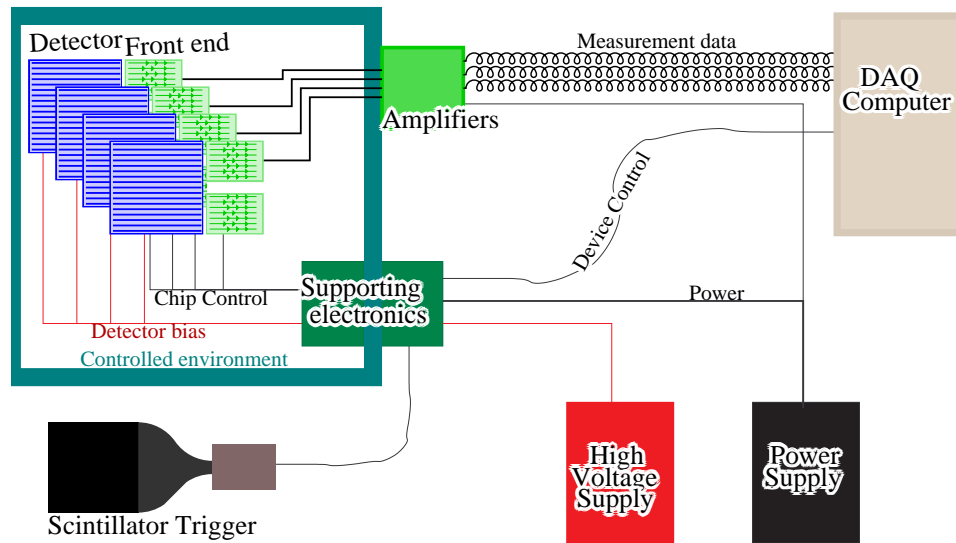 Detector
Front end
Measurement data
DAQ
Computer
Amplifiers
Device Control
Supporting
electronics
Chip Control
Power
Detector bias
Controlled environment
High
Voltage
Supply
Power
Supply
Scintillator Trigger